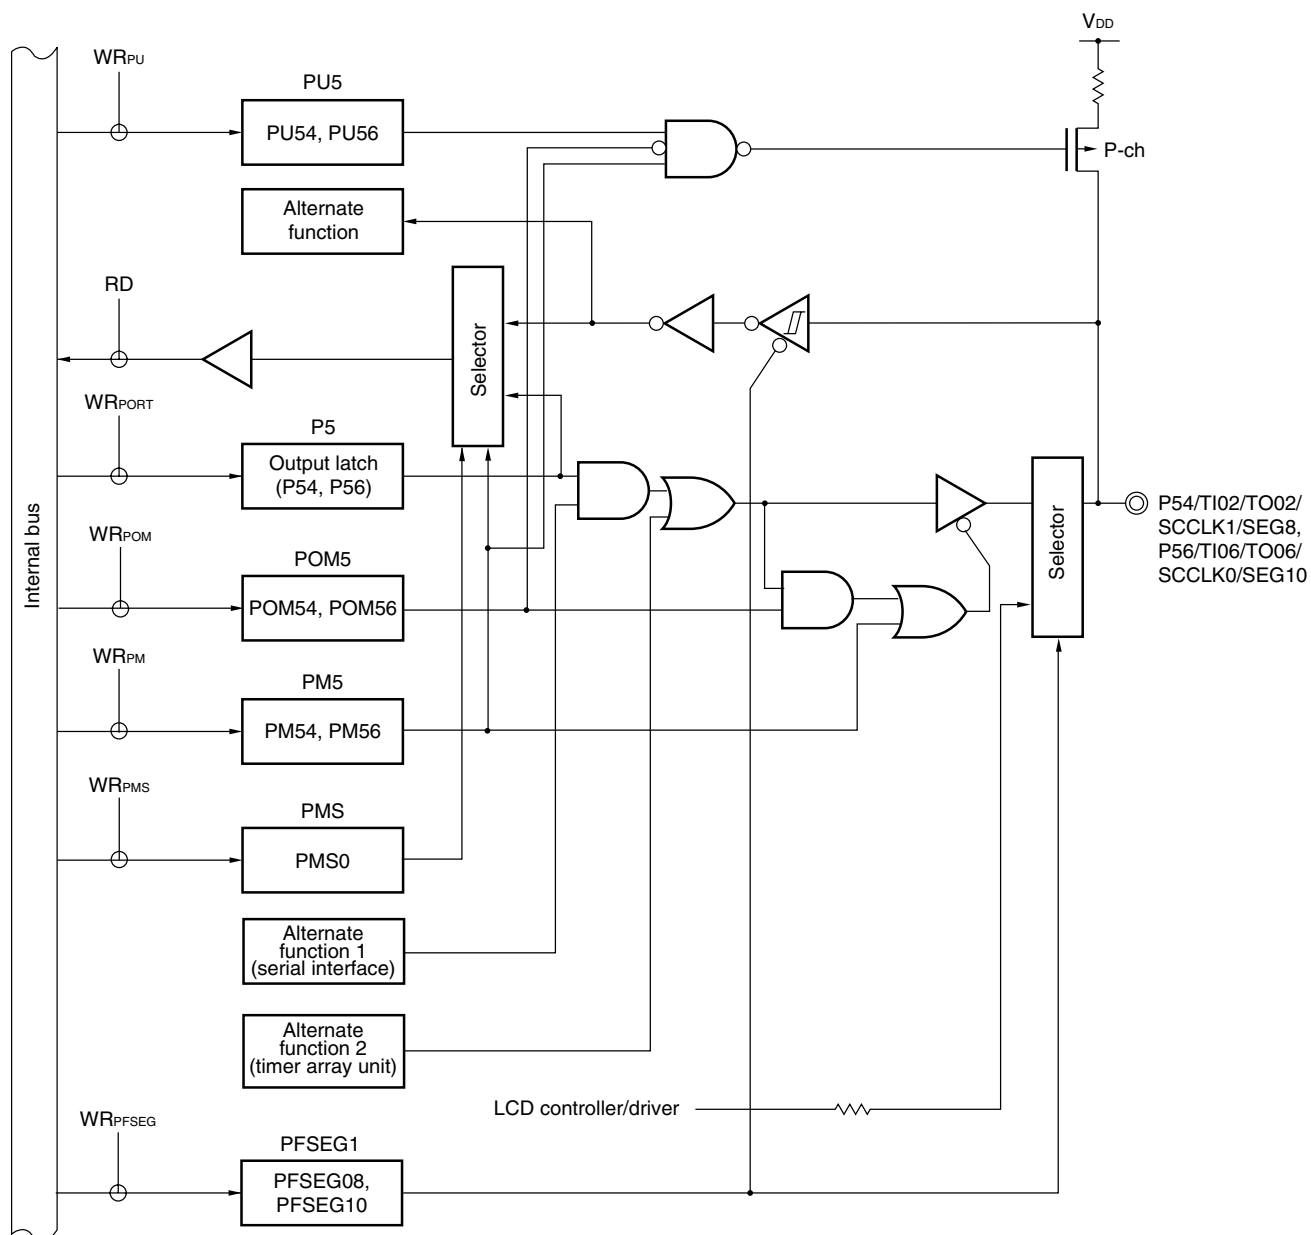 VDD
WRPU
PU5
PU54, PU56
P-ch
Alternate
function
RD
Selector
WRPORT
P5
Output latch
(P54, P56)
P54/TI02/TO02/
SCCLK1/SEG8,
P56/TI06/TO06/
SCCLK0/SEG10
Selector
Internal bus
WRPOM
POM5
POM54, POM56
WRPM
PM5
PM54, PM56
WRPMS
PMS
PMS0
Alternate
function 1
(serial interface)
Alternate
function 2
(timer array unit)
LCD controller/driver
WRPFSEG
PFSEG1
PFSEG08,
PFSEG10